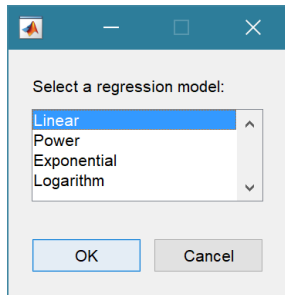 Select a regression model:
Linear
Power
Exponential
Logarithm
OK
Cancel